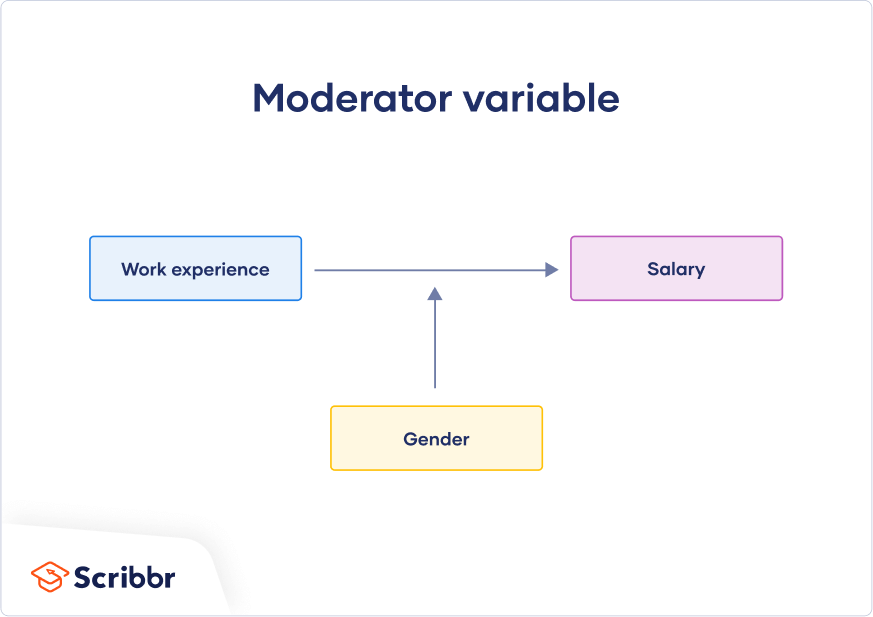 Moderator variable
Work experience
Salary
Gender
Scribbr